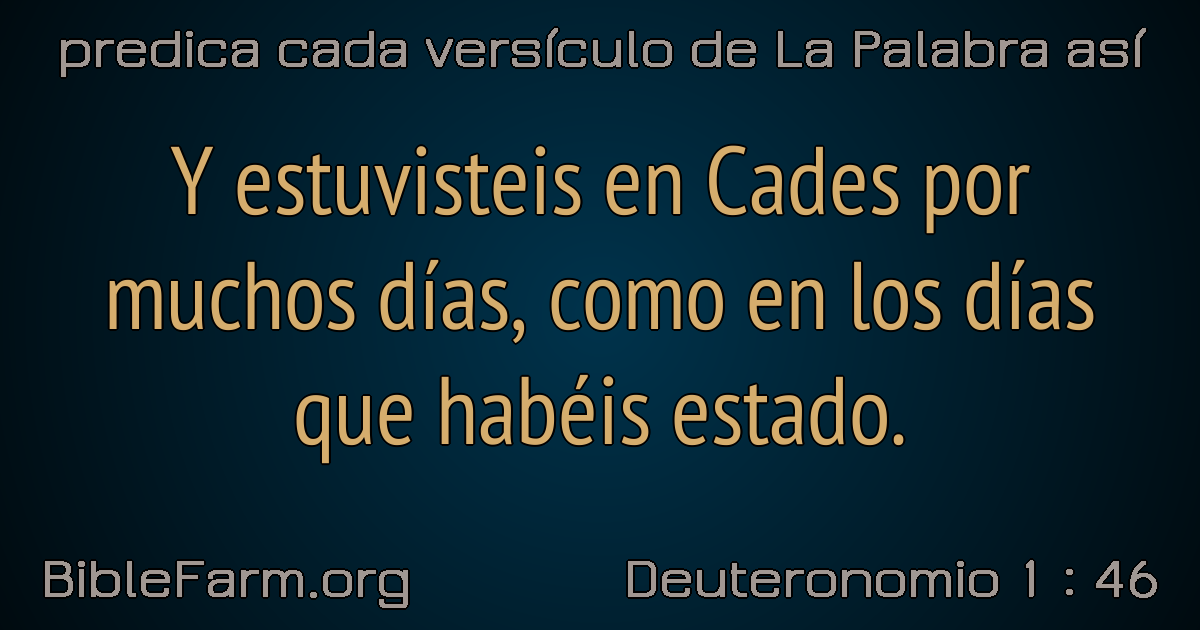 predica cada versículo de La Palabra así
Y estuvisteis en Cades por
muchos días, como en los días
que habéis estado.
BibleFarm.org
Deuteronomio 1 : 46